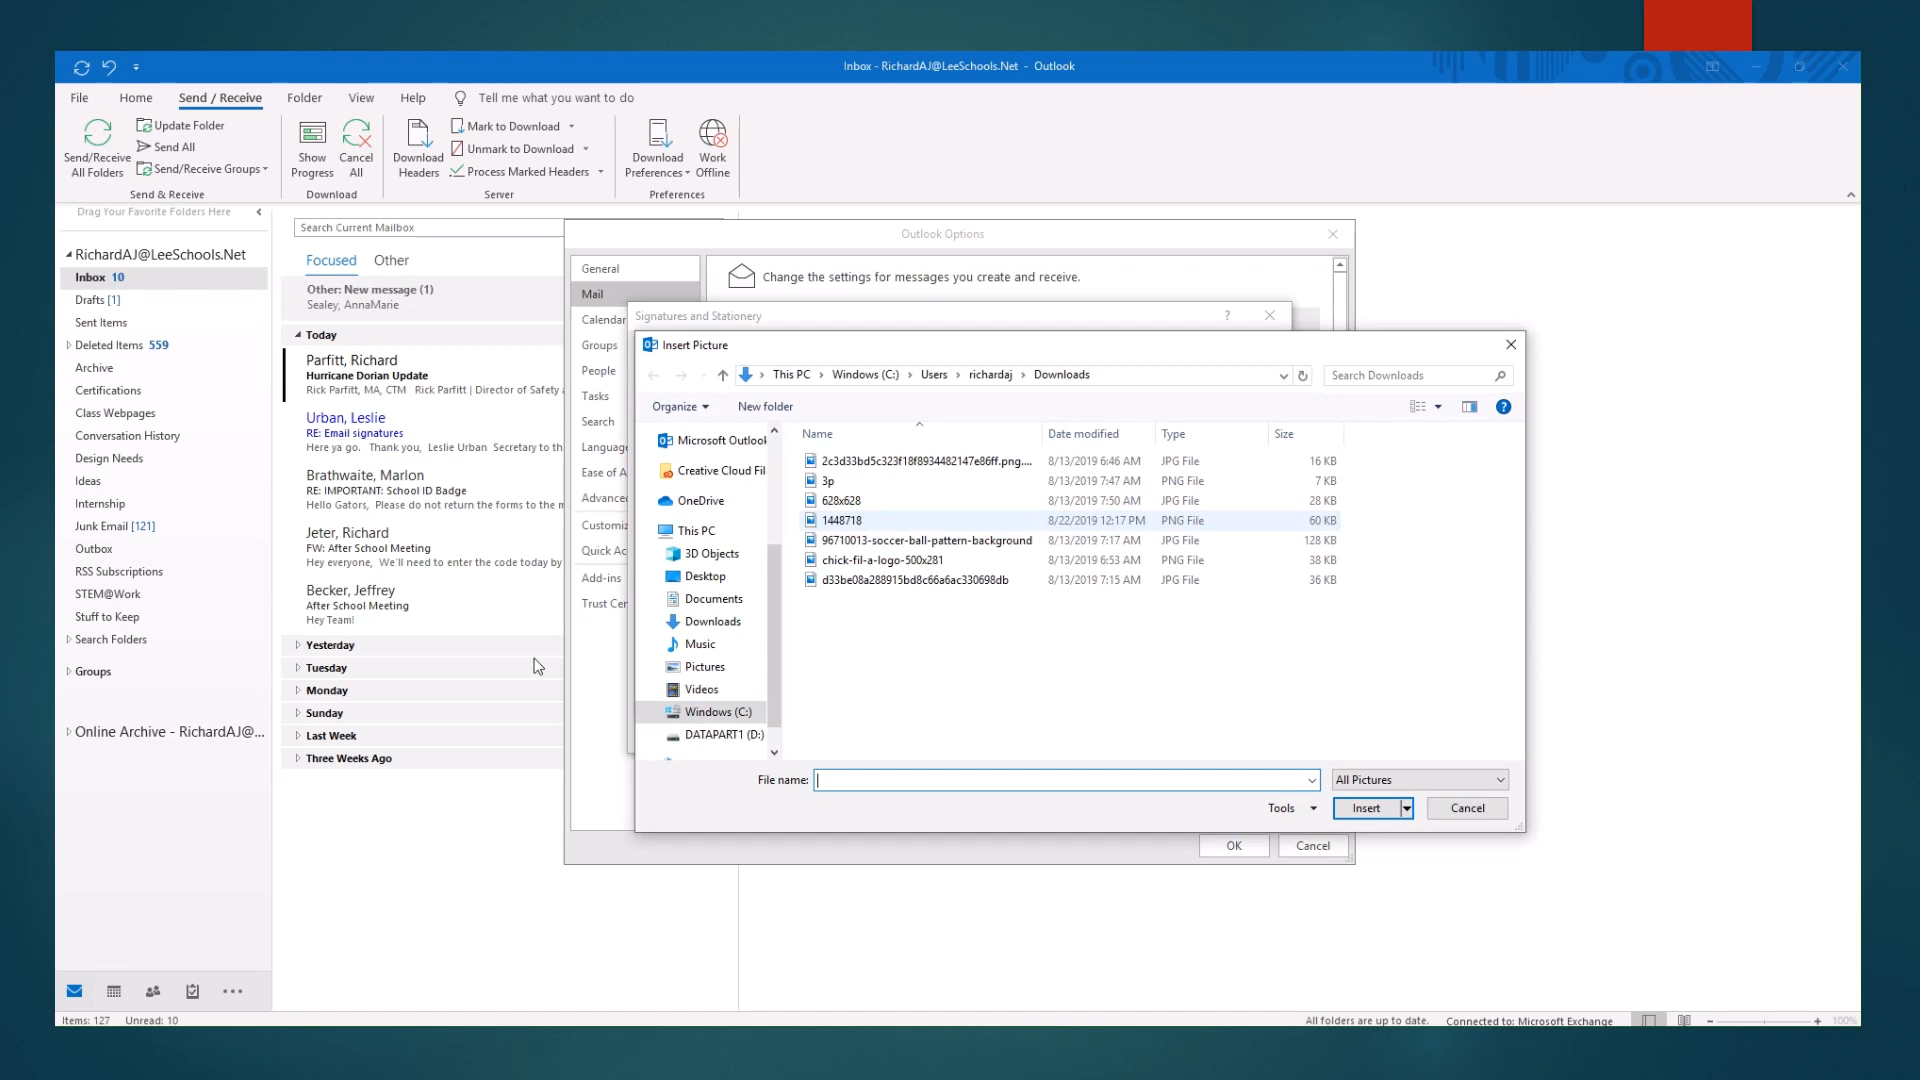 Inbox - RichardAJ@LeeSchools.Net - Outlook
File Home Send / Receive Folder View Help Tell me what you want to do
Send/Receive All Folders
Update Folder
Send All
Send/Receive Groups
Send & Receive
Show Progress
Cancel All
Download
Download Headers
Mark to Download
Unmark to Download
Process Marked Headers
Server
Download Preferences
Work Offline
Preferences
Drag Your Favorite Folders Here
RichardAJ@LeeSchools.Net
Inbox 10
Drafts [1]
Sent Items
Deleted Items 559
Archive
Certifications
Class Webpages
Conversation History
Design Needs
Ideas
Internship
Junk Email [121]
Outbox
RSS Subscriptions
STEM@Work
Stuff to Keep
Search Folders
Groups
Online Archive - RichardAJ@...
Items: 127 Unread: 10
Search Current Mailbox
Focused Other
Other: New message (1)
Sealey, AnnaMarie
Today
Parfitt, Richard
Hurricane Dorian Update
Rick Parfitt, MA, CTM Rick Parfitt | Director of Safety
Urban, Leslie
RE: Email signatures
Here ya go. Thank you, Leslie Urban Secretary to th
Brathwaite, Marlon
RE: IMPORTANT: School ID Badge
Hello Gators, Please do not return the forms to the
Jeter, Richard
FW: After School Meeting
Hey everyone, We'll need to enter the code today by
Becker, Jeffrey
After School Meeting
Hey Team!
Yesterday
Tuesday
Monday
Sunday
Last Week
Three Weeks Ago
Outlook Options
General
Mail
Calendar
Groups
People
Tasks
Search
Language
Ease of A
Advanced
Customiz
Quick Ac
Add-ins
Trust Cen
Change the settings for messages you create and receive.
Signatures and Stationery ?
Insert Picture
This PC › Windows (C:) › Users › richardaj › Downloads
Search Downloads
Organize New folder
Microsoft Outlook
Creative Cloud Fil
OneDrive
This PC
3D Objects
Desktop
Documents
Downloads
Music
Pictures
Videos
Windows (C:)
DATAPART1 (D:)
Name Date modified Type Size
2c3d33bd5c323f18f8934482147e86ff.png.... 8/13/2019 6:46 AM JPG File 16 KB
3p 8/13/2019 7:47 AM PNG File 7 KB
628x628 8/13/2019 7:50 AM JPG File 28 KB
1448718 8/22/2019 12:17 PM PNG File 60 KB
96710013-soccer-ball-pattern-background 8/13/2019 7:17 AM JPG File 128 KB
chick-fil-a-logo-500x281 8/13/2019 6:53 AM PNG File 38 KB
d33be08a288915bd8c66a6ac330698db 8/13/2019 7:15 AM JPG File 36 KB
File name: All Pictures
Tools Insert Cancel
OK Cancel
All folders are up to date. Connected to: Microsoft Exchange 100%